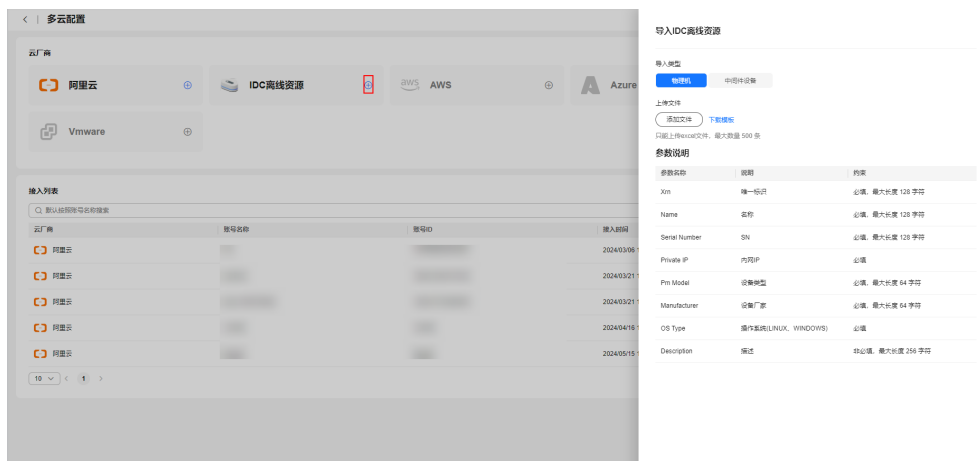 多云配置
云厂商
阿里云
IDC离线资源
aws AWS
Azure
Vmware
接入列表
默认按照账号名称搜索
云厂商 账号名称 账号ID 接入时间
阿里云 2024/03/06 1
阿里云 2024/03/21 1
阿里云 2024/03/21 1
阿里云 2024/04/16 1
阿里云 2024/05/15 1
10 1
导入IDC离线资源
导入类型
物理机 中间件设备
上传文件
添加文件 下载模板
只能上传excel文件，最大数量 500 条
参数说明
参数名称 说明 约束
Xrn 唯一标识 必填，最大长度 128 字符
Name 名称 必填，最大长度 128 字符
Serial Number SN 必填，最大长度 128 字符
Private IP 内网IP 必填
Pm Model 设备类型 必填，最大长度 64 字符
Manufacturer 设备厂家 必填，最大长度 64 字符
OS Type 操作系统(LINUX、WINDOWS) 必填
Description 描述 非必填，最大长度 256 字符